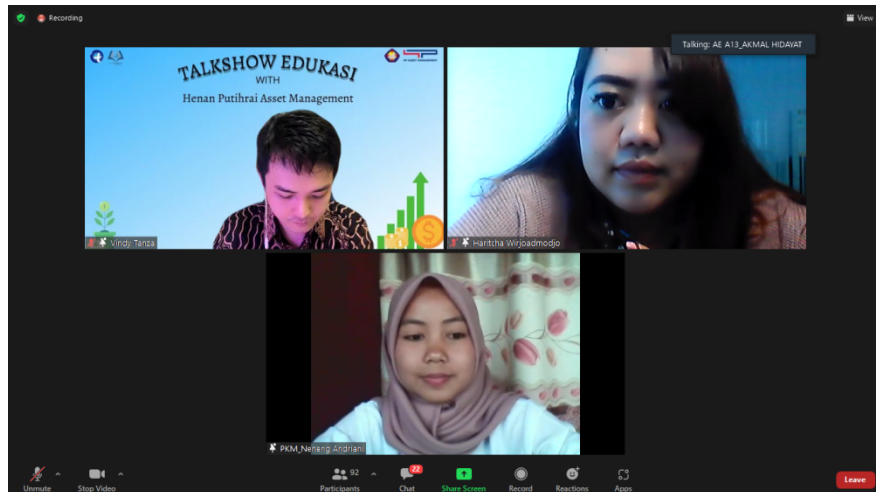 Recording
View
Talking: AE A13_AKMAL HIDAYAT
TALKSHOW EDUKASI
WITH
Henan Putihrai Asset Management
Vindy Tanza
Haritcha Wirjoadmodjo
PKM_Neneng Andriani
Unmute
Stop Video
92
Participants
22
Chat
Share Screen
Record
Reactions
Apps
Leave